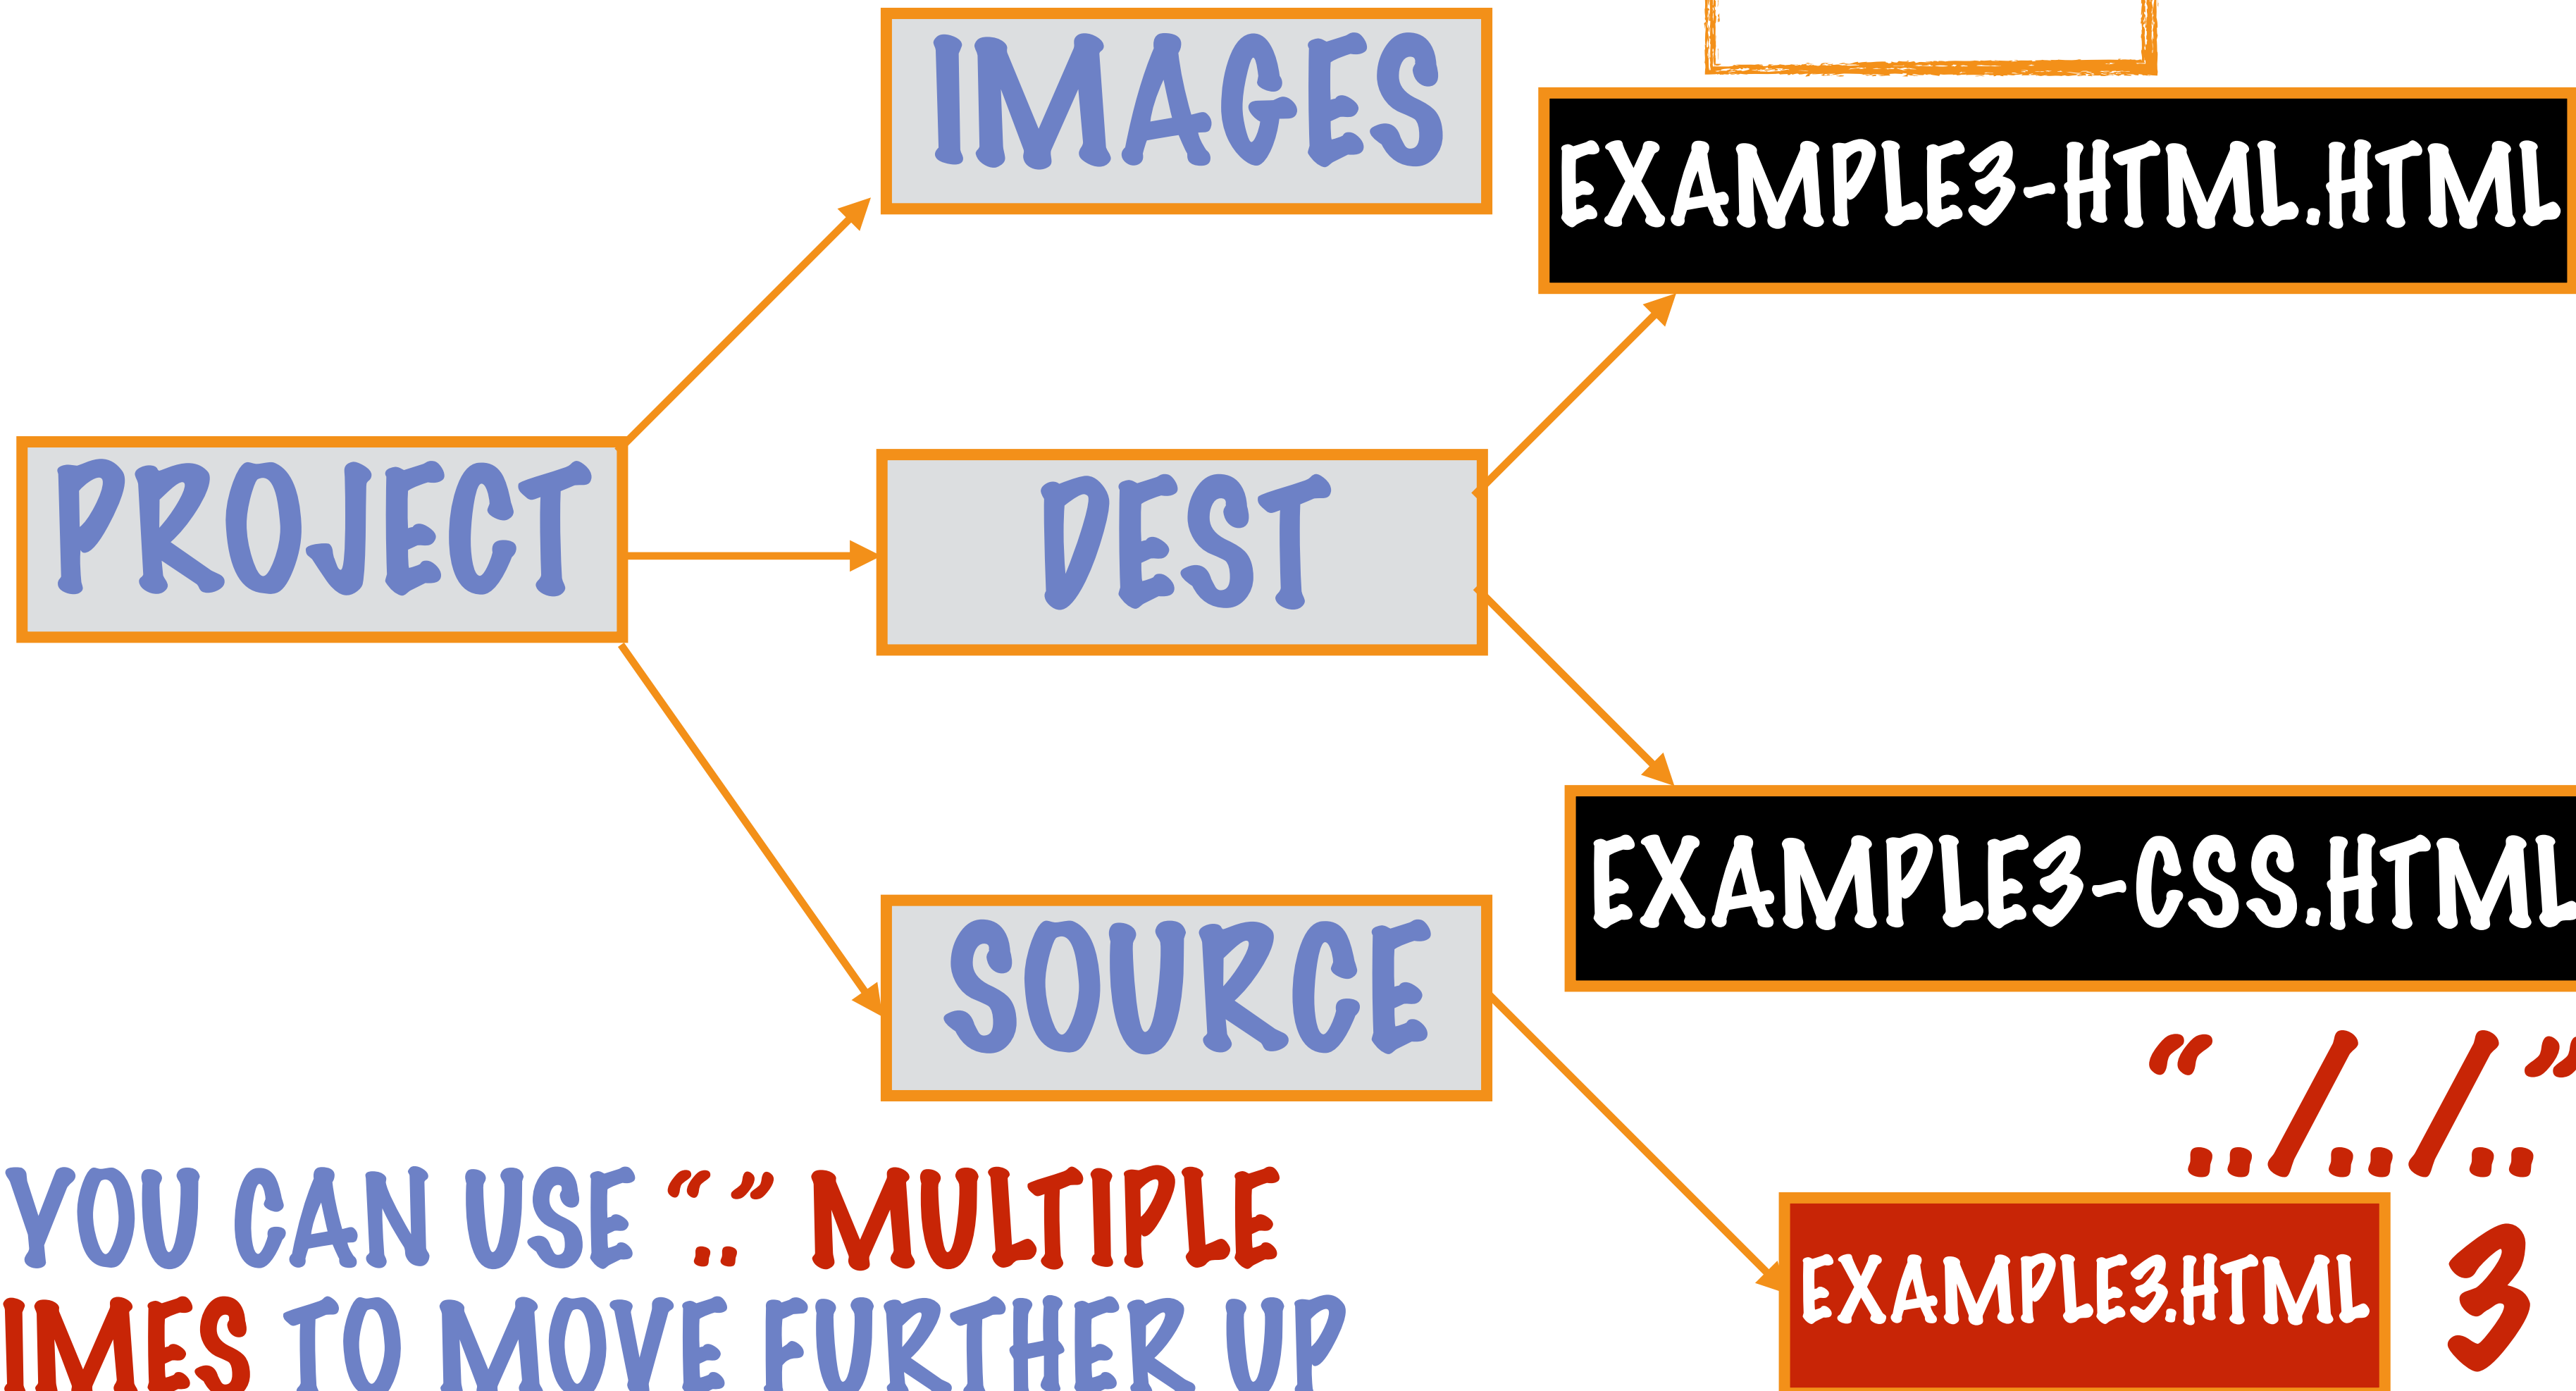 IMAGES
EXAMPLE3-HTML.HTML
PROJECT
DEST
EXAMPLE3-CSS.HTML
SOURCE
“../../..”
YOU CAN USE “..” MULTIPLE
IMES TO MOVE FURTHER UP
EXAMPLE3.HTML
3